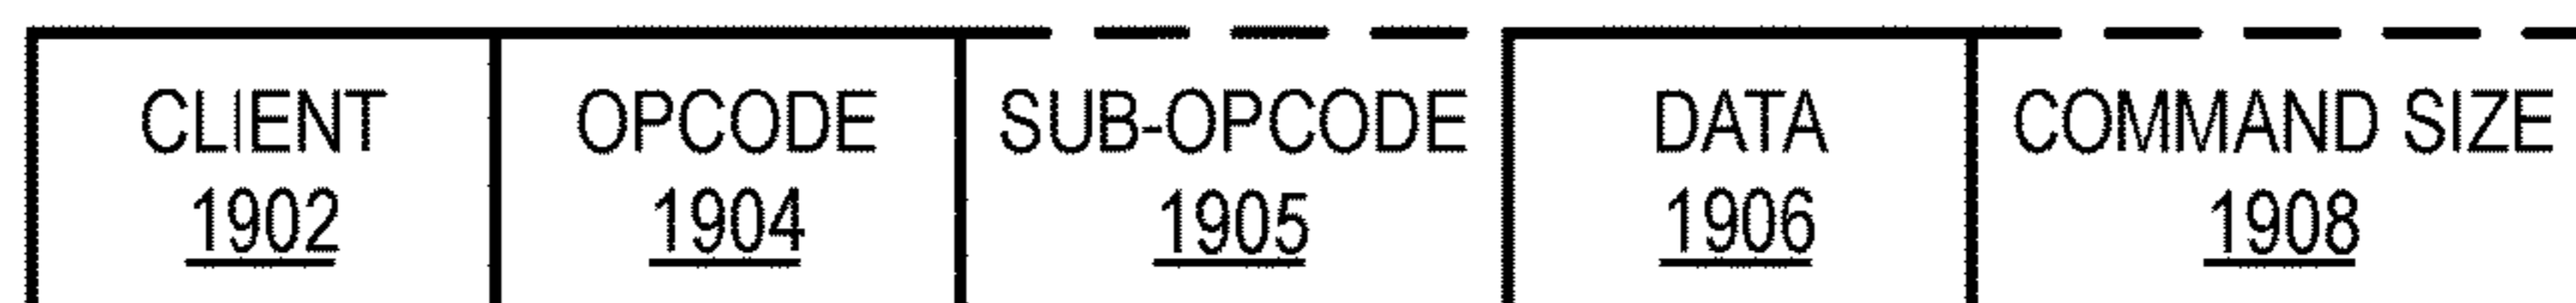 CLIENT OPCODE SUB-OPCODE DATA COMMAND SIZE
1902 1904 1905 1906 1908